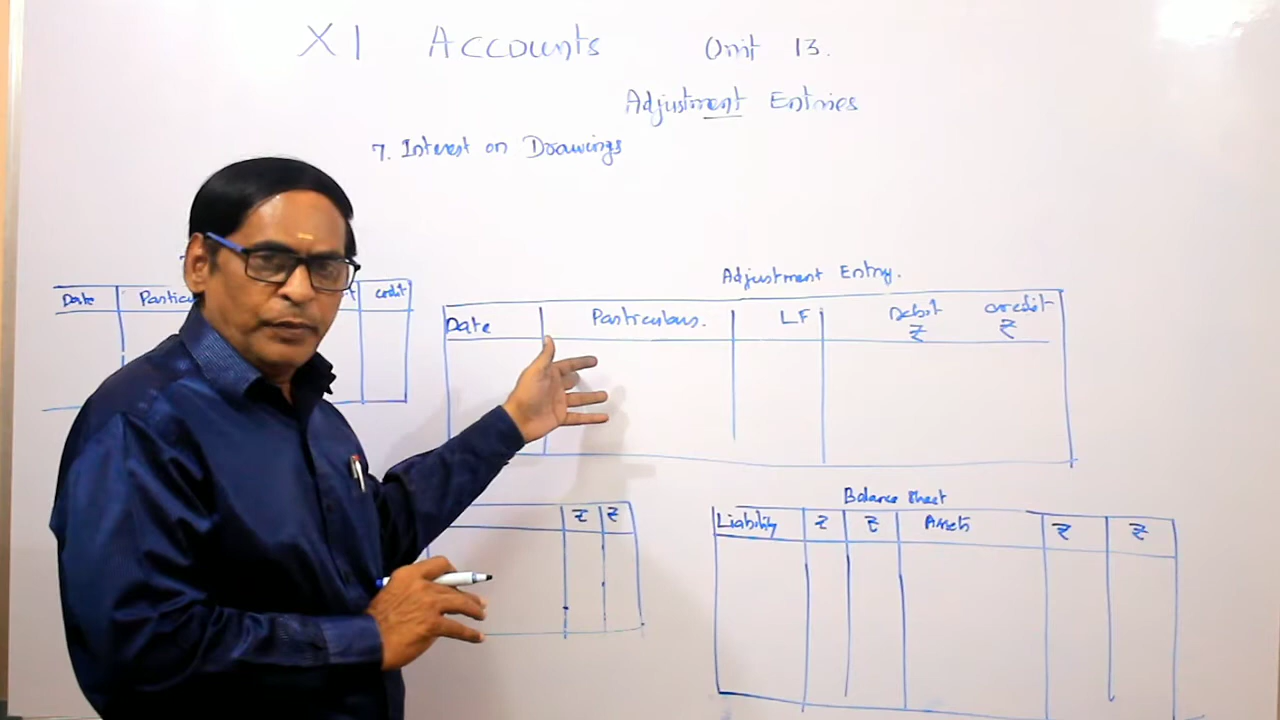 XI Accounts Unit 13.
Adjustment Entries
7. Interest on Drawings
Date credit
Adjustment Entry.
Date Particulars. LF Debit ₹ credit ₹
₹ ₹
Balance Sheet
Liability ₹ ₹ Assets ₹ ₹